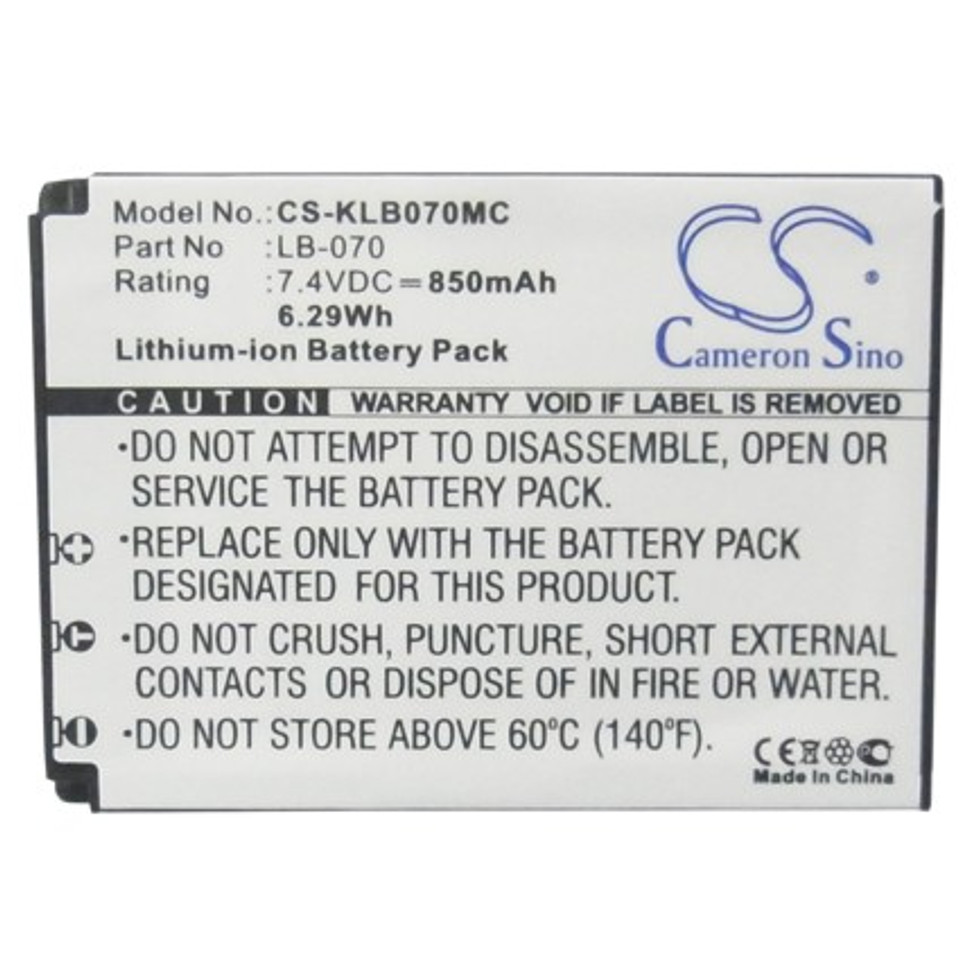 Model No.:CS-KLB070MC
Part No :LB-070
Rating :7.4VDC⎓850mAh
6.29Wh
Lithium-ion Battery Pack
CS®
Cameron Sino
CAUTION WARRANTY VOID IF LABEL IS REMOVED
•DO NOT ATTEMPT TO DISASSEMBLE, OPEN OR
SERVICE THE BATTERY PACK.
•REPLACE ONLY WITH THE BATTERY PACK
DESIGNATED FOR THIS PRODUCT.
•DO NOT CRUSH, PUNCTURE, SHORT EXTERNAL
CONTACTS OR DISPOSE OF IN FIRE OR WATER.
•DO NOT STORE ABOVE 60°C (140°F).
CE
Made In China